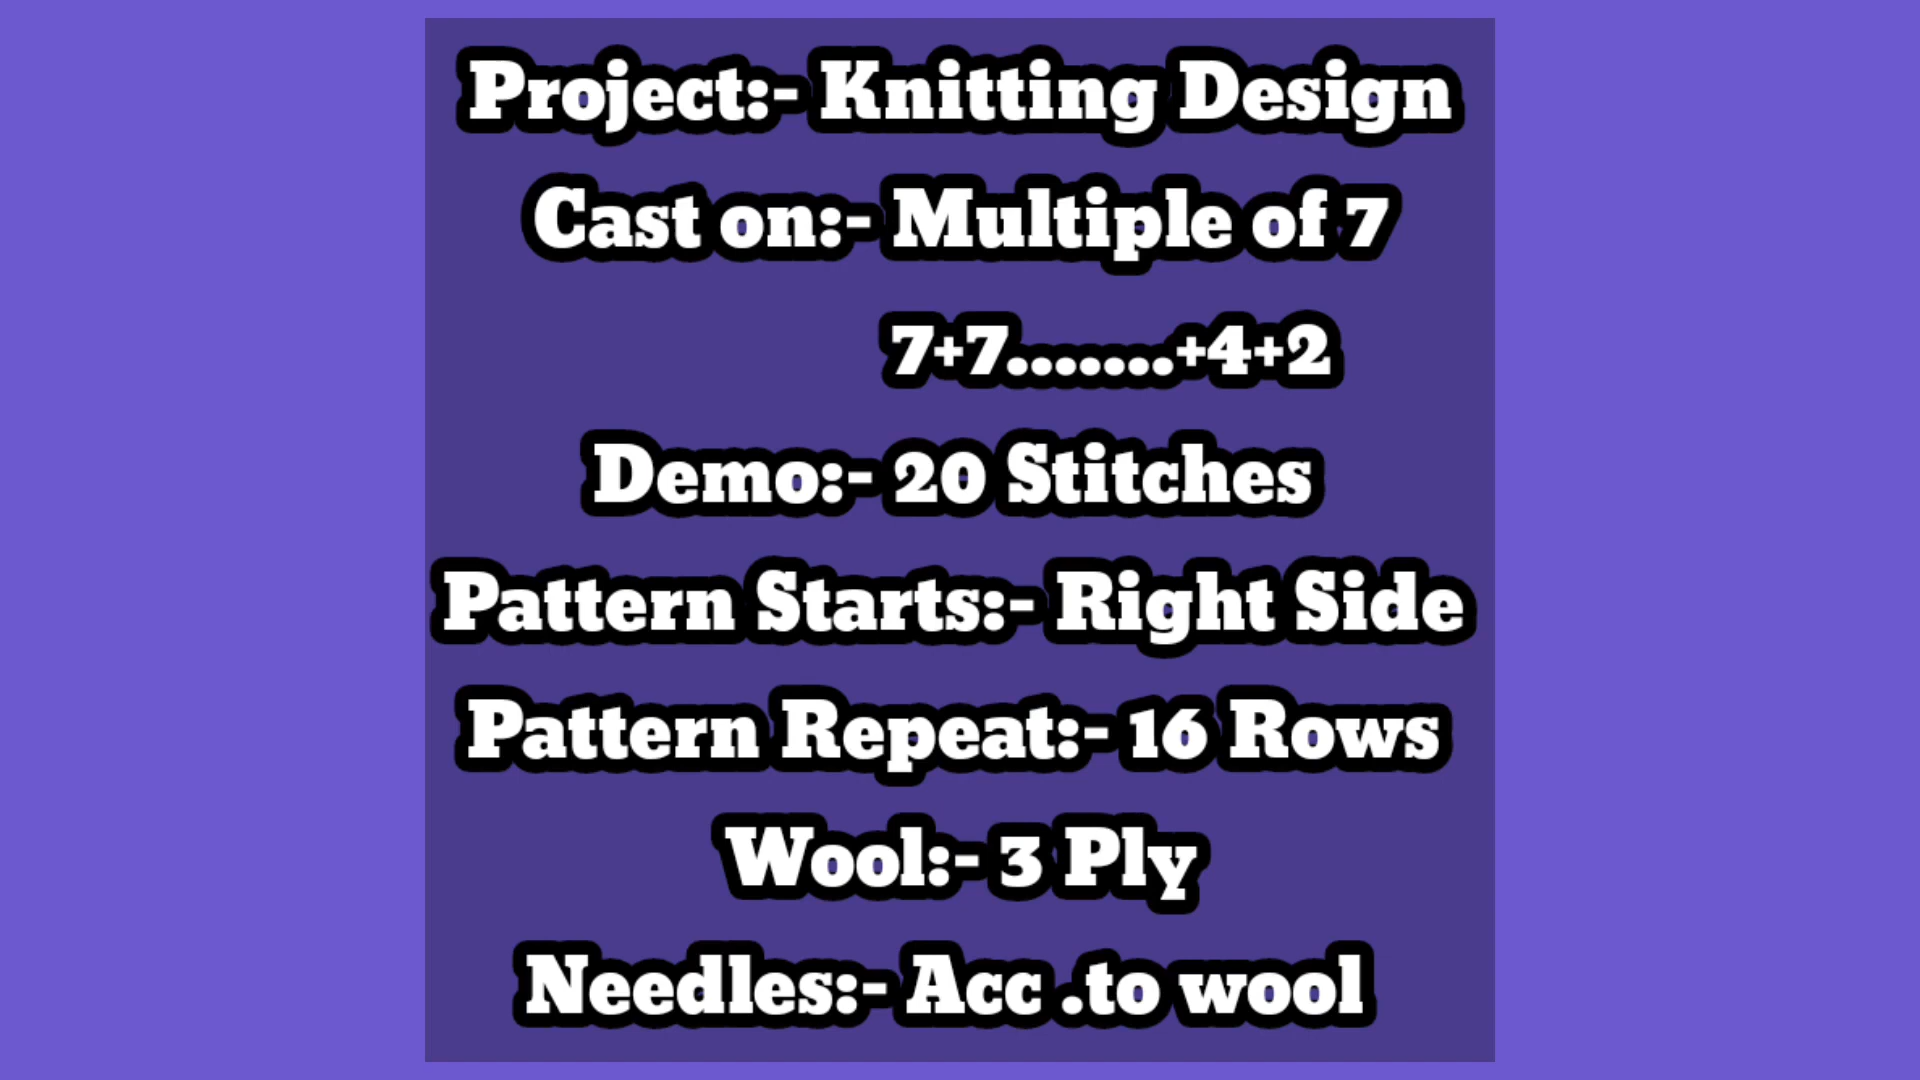 Project:- Knitting Design
Cast on:- Multiple of 7
7+7.......+4+2
Demo:- 20 Stitches
Pattern Starts:- Right Side
Pattern Repeat:- 16 Rows
Wool:- 3 Ply
Needles:- Acc .to wool